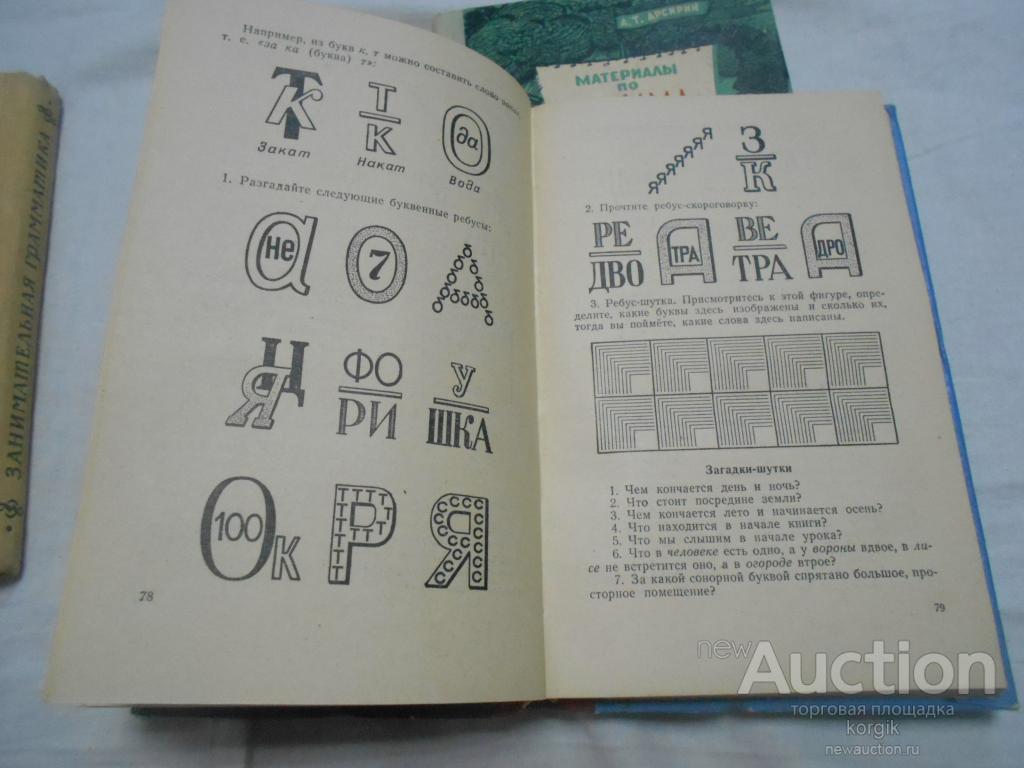 ЗАНИМАТЕЛЬНАЯ ГРАММАТИКА
А. Т. АРСИРИЙ
МАТЕРИАЛЫ
ПО
Например, из букв к, т можно составить слово закат,
т. е. «за ка (буква) т»:
Т К
Т К
О да
Закат
Накат
Вода
1. Разгадайте следующие буквенные ребусы:
а не
О 7
ббббббб
Ц Я
ФО РИ
У ШКА
О 100 К
ТТТТ
ССС
78
ЯЯЯЯЯЯЯ
З К
2. Прочтите ребус-скороговорку:
РЕ ДВО
А ТРА
ВЕ ТРА
А ДРО
3. Ребус-шутка. Присмотритесь к этой фигуре, опре-
делите, какие буквы здесь изображены и сколько их,
тогда вы поймёте, какие слова здесь написаны.
Загадки-шутки
1. Чем кончается день и ночь?
2. Что стоит посредине земли?
3. Чем кончается лето и начинается осень?
4. Что находится в начале книги?
5. Что мы слышим в начале урока?
6. Что в человеке есть одно, а у вороны вдвое, в ли-
се не встретится оно, а в огороде втрое?
7. За какой сонорной буквой спрятано большое, про-
сторное помещение?
79
newAuction
торговая площадка
korgik
newauction.ru